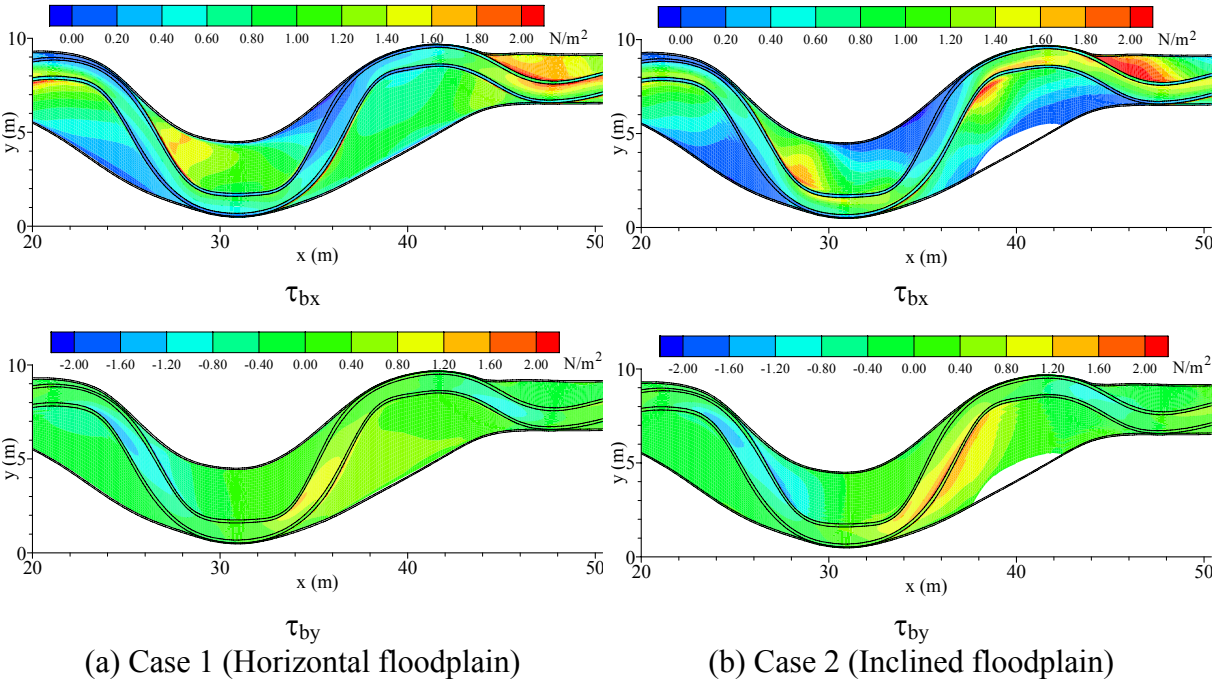 0.00 0.20 0.40 0.60 0.80 1.00 1.20 1.40 1.60 1.80 2.00 N/m²
10
5
0
y (m)
20 30 40 50
x (m)
τbx
0.00 0.20 0.40 0.60 0.80 1.00 1.20 1.40 1.60 1.80 2.00 N/m²
10
5
0
y (m)
20 30 40 50
x (m)
τbx
-2.00 -1.60 -1.20 -0.80 -0.40 0.00 0.40 0.80 1.20 1.60 2.00 N/m²
10
5
0
y (m)
20 30 40 50
x (m)
τby
-2.00 -1.60 -1.20 -0.80 -0.40 0.00 0.40 0.80 1.20 1.60 2.00 N/m²
10
5
0
y (m)
20 30 40 50
x (m)
τby
(a) Case 1 (Horizontal floodplain)
(b) Case 2 (Inclined floodplain)